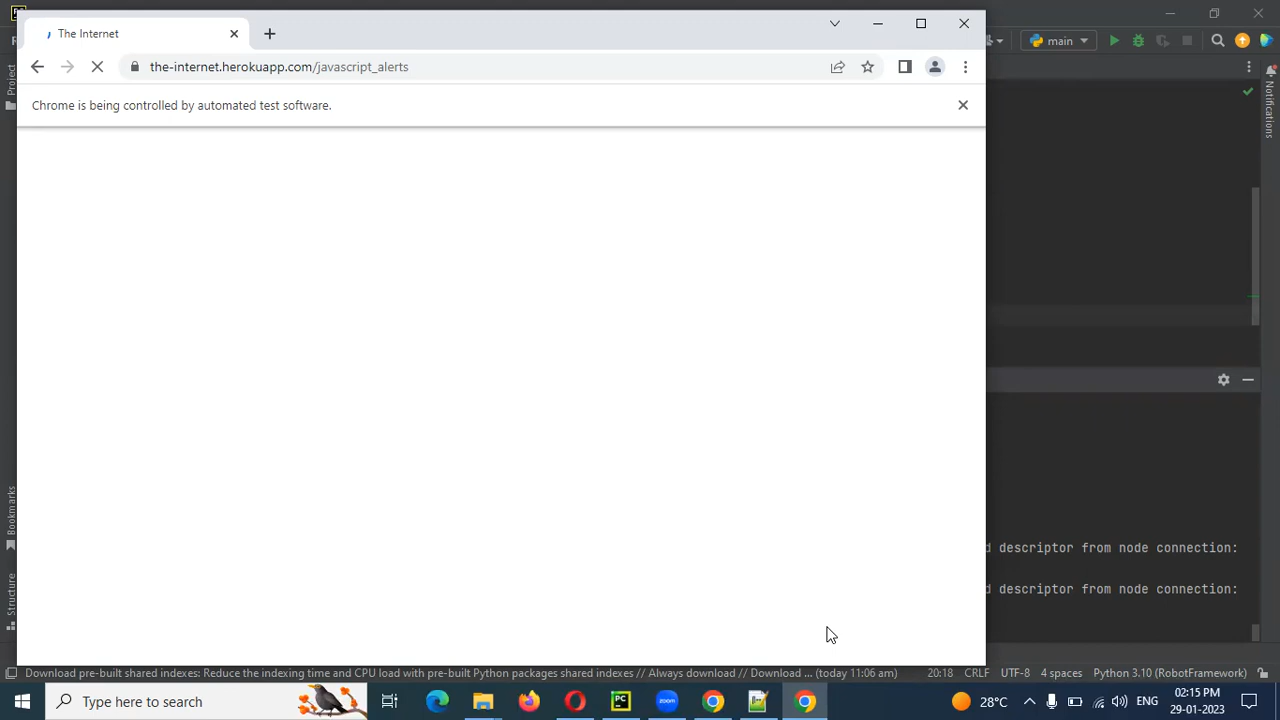 PC
The Internet
main
the-internet.herokuapp.com/javascript_alerts
Project
Chrome is being controlled by automated test software.
Notifications
Bookmarks
d descriptor from node connection:
Structure
d descriptor from node connection:
Download pre-built shared indexes: Reduce the indexing time and CPU load with pre-built Python packages shared indexes // Always download // Download ... (today 11:06 am) 20:18 CRLF UTF-8 4 spaces Python 3.10 (RobotFramework)
Type here to search
PC
zoom
28°C
ENG
02:15 PM
29-01-2023